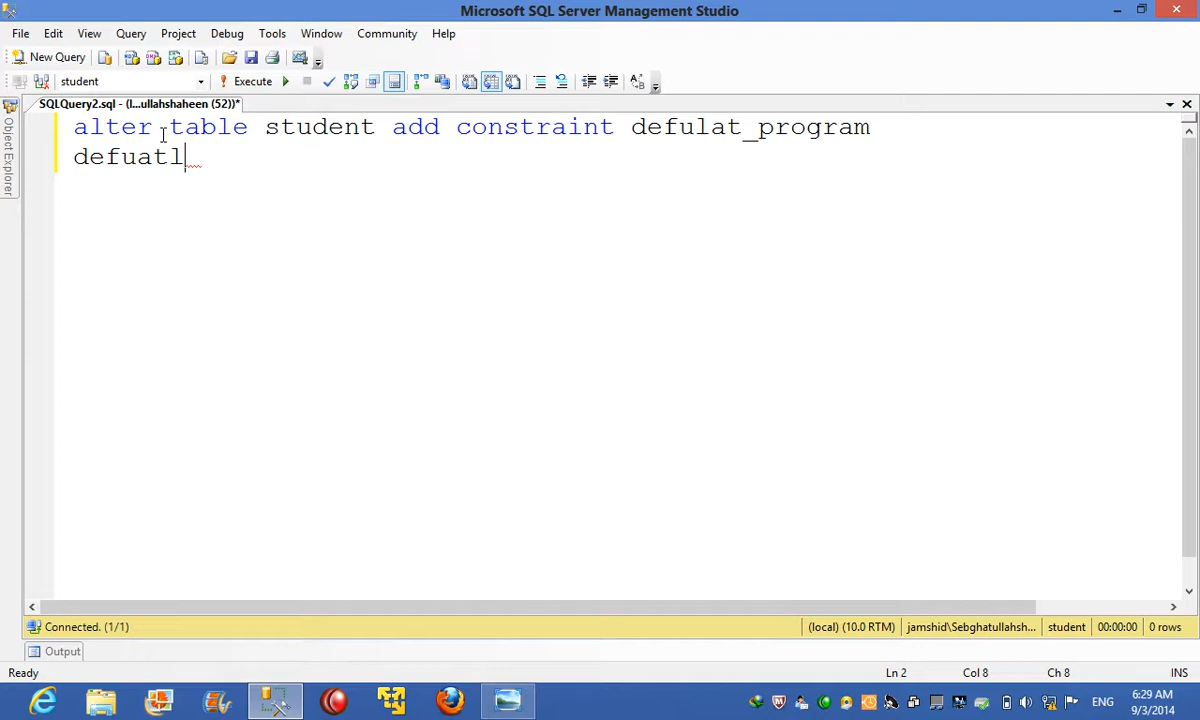 Microsoft SQL Server Management Studio
File Edit View Query Project Debug Tools Window Community Help
New Query
student Execute
SQLQuery2.sql - (l...ullahshaheen (52))*
Object Explorer
alter table student add constraint defulat_program
defuatl
Connected. (1/1) (local) (10.0 RTM) jamshid\Sebghatullahsh... student 00:00:00 0 rows
Output
Ready Ln 2 Col 8 Ch 8 INS
ENG 6:29 AM
9/3/2014